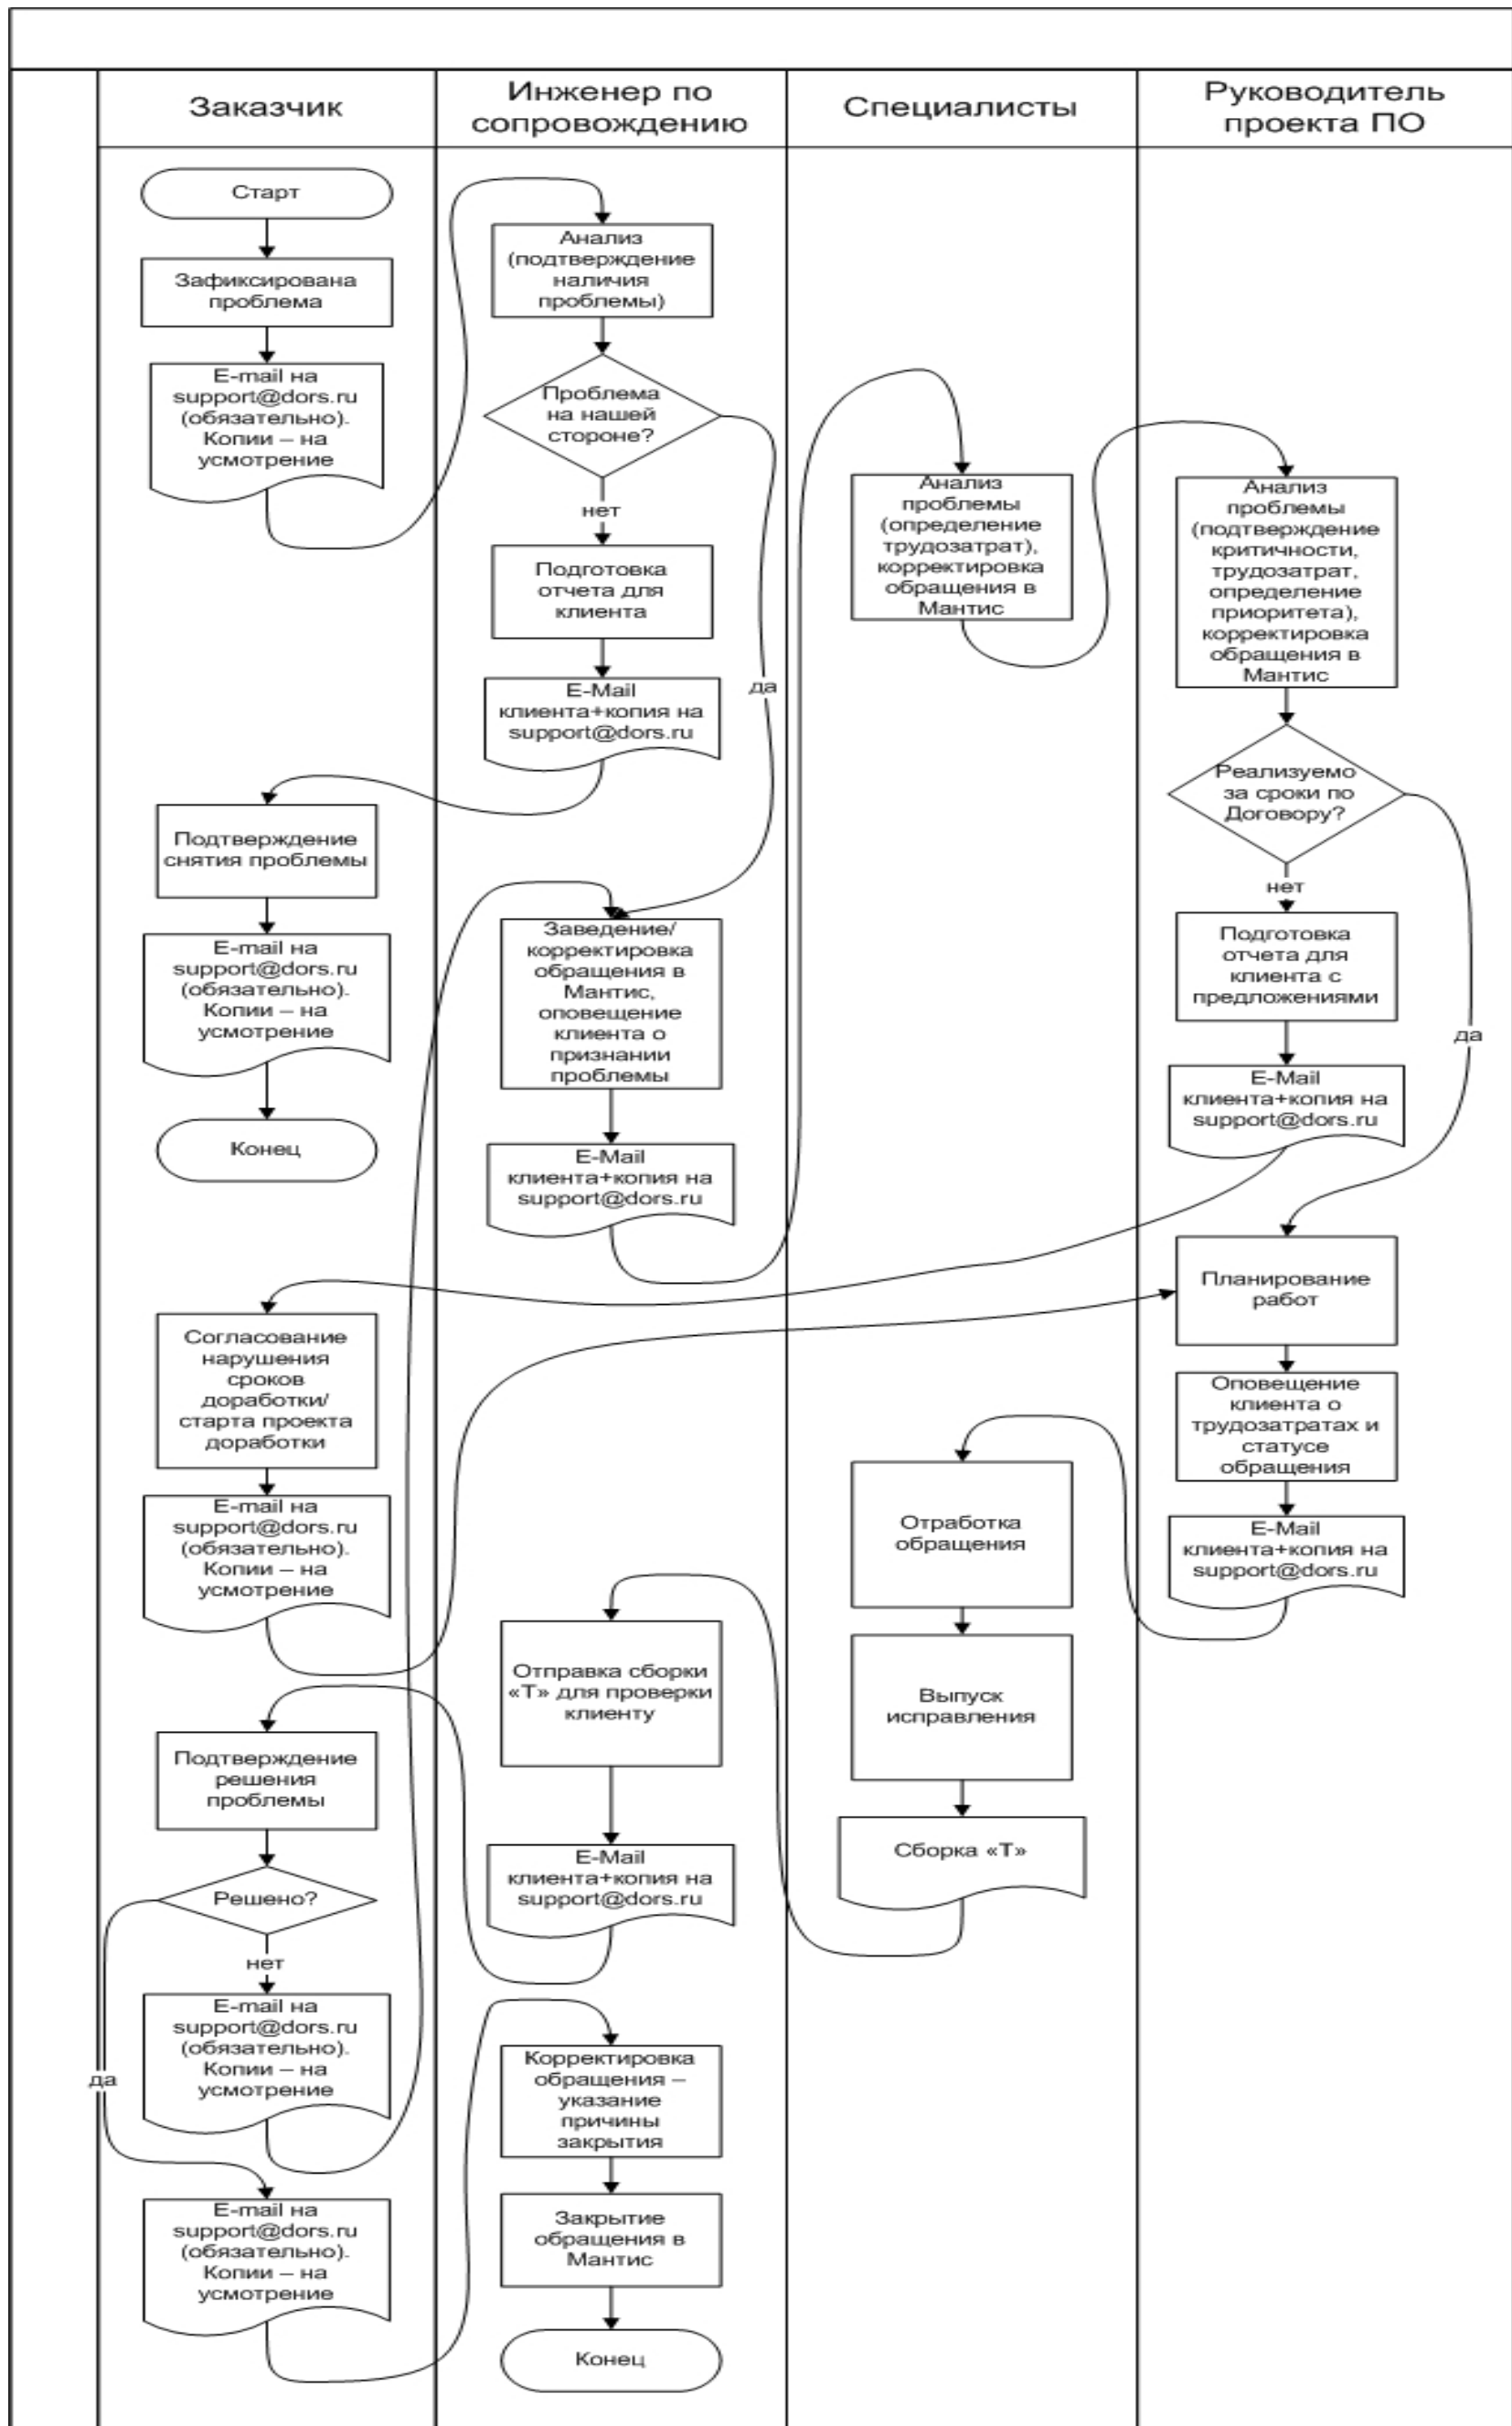 Заказчик
Инженер по
сопровождению
Специалисты
Руководитель
проекта ПО
Старт
Зафиксирована
проблема
E-mail на
support@dors.ru
(обязательно).
Копии – на
усмотрение
Анализ
(подтверждение
наличия
проблемы)
Проблема
на нашей
стороне?
нет
да
Подготовка
отчета для
клиента
E-Mail
клиента+копия на
support@dors.ru
Подтверждение
снятия проблемы
E-mail на
support@dors.ru
(обязательно).
Копии – на
усмотрение
Конец
Заведение/
корректировка
обращения в
Мантис,
оповещение
клиента о
признании
проблемы
E-Mail
клиента+копия на
support@dors.ru
Анализ
проблемы
(определение
трудозатрат),
корректировка
обращения в
Мантис
Анализ
проблемы
(подтверждение
критичности,
трудозатрат,
определение
приоритета),
корректировка
обращения в
Мантис
Реализуемо
за сроки по
Договору?
нет
да
Подготовка
отчета для
клиента с
предложениями
E-Mail
клиента+копия на
support@dors.ru
Согласование
нарушения
сроков
доработки/
старта проекта
доработки
E-mail на
support@dors.ru
(обязательно).
Копии – на
усмотрение
Планирование
работ
Оповещение
клиента о
трудозатратах и
статусе
обращения
E-Mail
клиента+копия на
support@dors.ru
Отработка
обращения
Выпуск
исправления
Сборка «Т»
Отправка сборки
«Т» для проверки
клиенту
E-Mail
клиента+копия на
support@dors.ru
Подтверждение
решения
проблемы
Решено?
нет
да
E-mail на
support@dors.ru
(обязательно).
Копии – на
усмотрение
E-mail на
support@dors.ru
(обязательно).
Копии – на
усмотрение
Корректировка
обращения –
указание
причины
закрытия
Закрытие
обращения в
Мантис
Конец